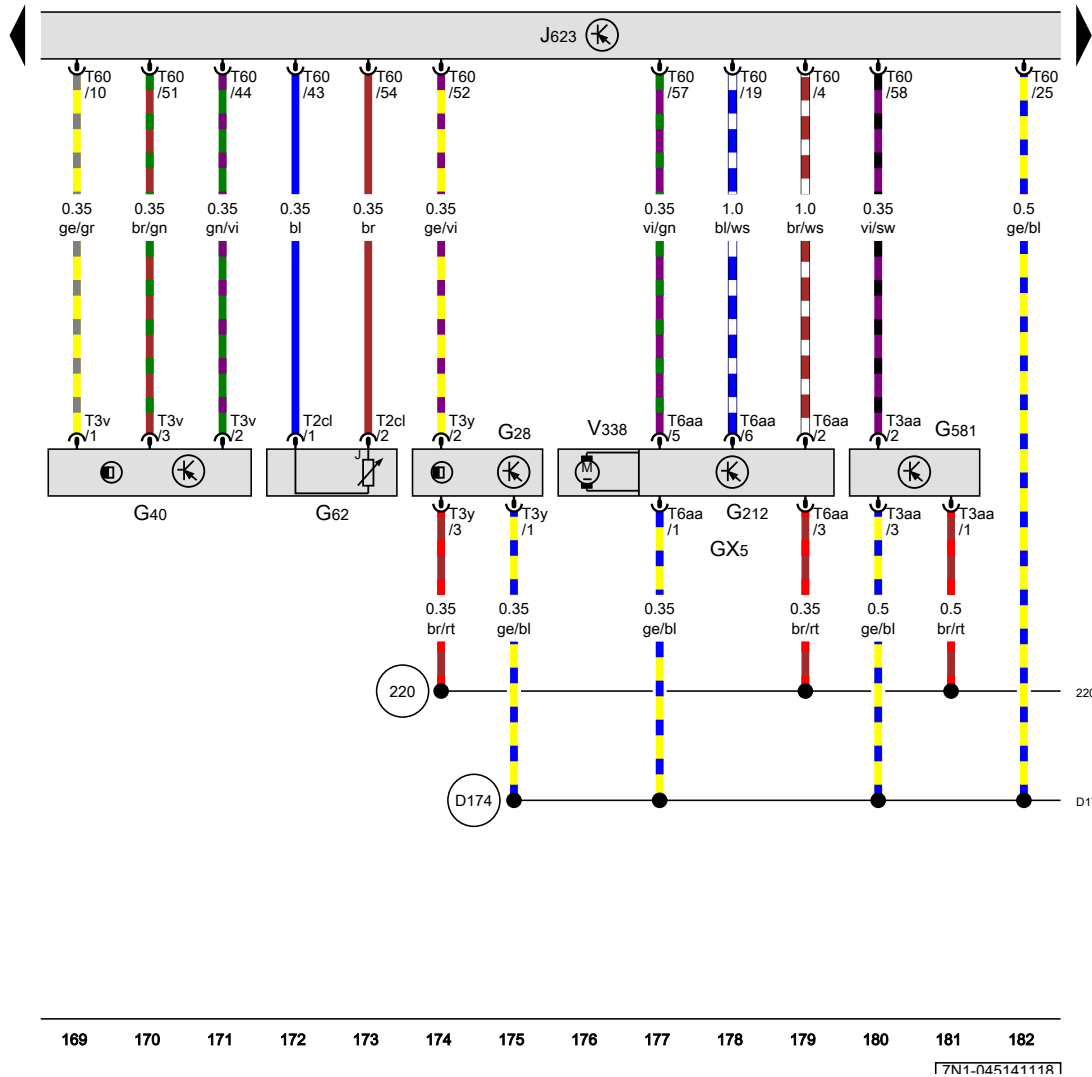 J623
T60 T60 T60 T60 T60 T60 T60 T60 T60 T60 T60
/10 /51 /44 /43 /54 /52 /57 /19 /4 /58 /25
0.35 0.35 0.35 0.35 0.35 0.35 0.35 1.0 1.0 0.35 0.5
ge/gr br/gn gn/vi bl br ge/vi vi/gn bl/ws br/ws vi/sw ge/bl
T3v T3v T3v T2cl T2cl T3y T6aa T6aa T6aa T3aa
/1 /3 /2 /1 /2 /2 /5 /6 /2 /2
G28 V338 G581
J
M
G40 G62 G212
GX5
T3y T3y T6aa T6aa T3aa T3aa
/3 /1 /1 /3 /3 /1
0.35 0.35 0.35 0.35 0.5 0.5
br/rt ge/bl ge/bl br/rt ge/bl br/rt
220 220
D174 D1
169 170 171 172 173 174 175 176 177 178 179 180 181 182
7N1-045141118